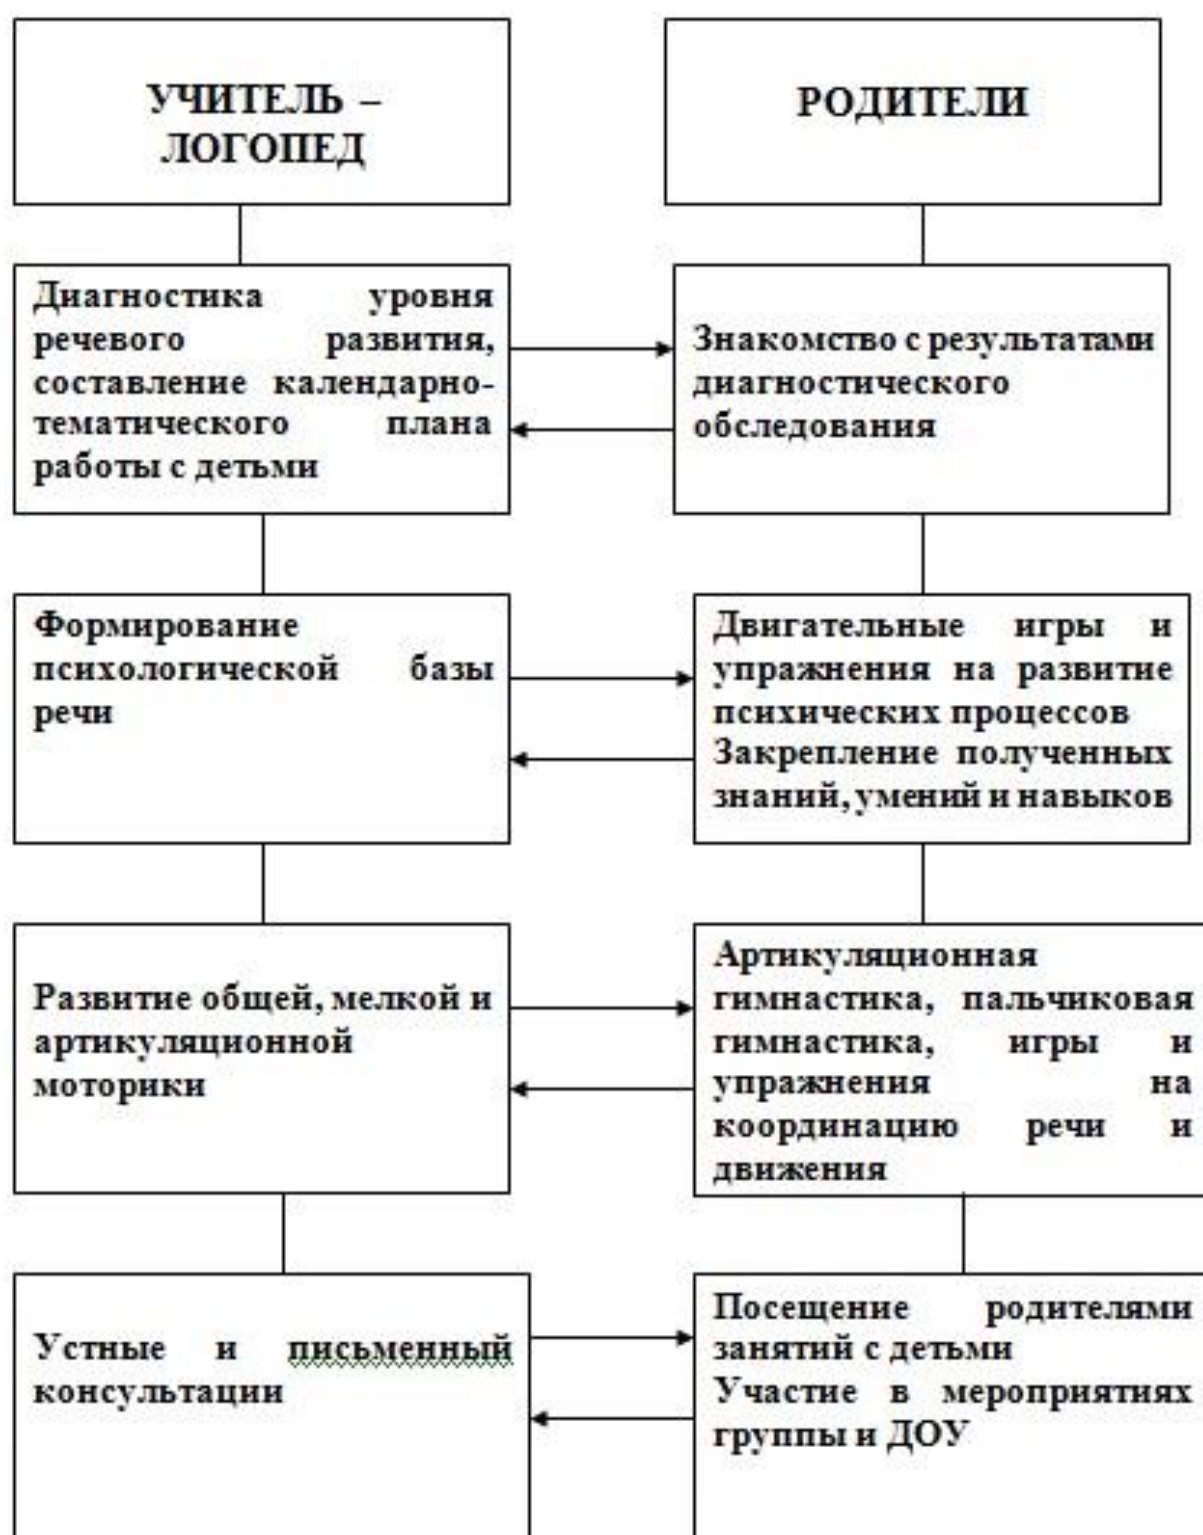 УЧИТЕЛЬ –
ЛОГОПЕД
РОДИТЕЛИ
Диагностика уровня
речевого развития,
составление календарно-
тематического плана
работы с детьми
Знакомство с результатами
диагностического
обследования
Формирование
психологической базы
речи
Двигательные игры и
упражнения на развитие
психических процессов
Закрепление полученных
знаний, умений и навыков
Развитие общей, мелкой и
артикуляционной
моторики
Артикуляционная
гимнастика, пальчиковая
гимнастика, игры и
упражнения на
координацию речи и
движения
Устные и письменный
консультации
Посещение родителями
занятий с детьми
Участие в мероприятиях
группы и ДОУ